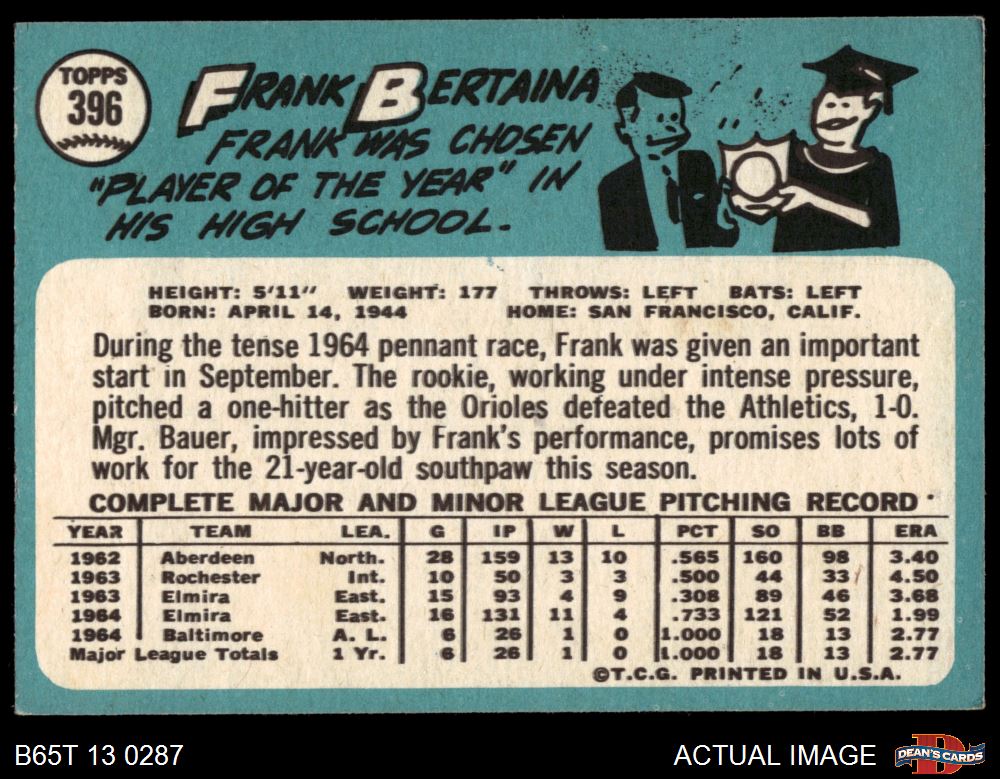 TOPPS
396
FRANK BERTAINA
FRANK WAS CHOSEN
"PLAYER OF THE YEAR" IN
HIS HIGH SCHOOL.
HEIGHT: 5'11" WEIGHT: 177 THROWS: LEFT BATS: LEFT
BORN: APRIL 14, 1944 HOME: SAN FRANCISCO, CALIF.
During the tense 1964 pennant race, Frank was given an important
start in September. The rookie, working under intense pressure,
pitched a one-hitter as the Orioles defeated the Athletics, 1-0.
Mgr. Bauer, impressed by Frank's performance, promises lots of
work for the 21-year-old southpaw this season.
COMPLETE MAJOR AND MINOR LEAGUE PITCHING RECORD
YEAR TEAM LEA. G IP W L PCT SO BB ERA
1962 Aberdeen North. 28 159 13 10 .565 160 98 3.40
1963 Rochester Int. 10 50 3 3 .500 44 33 4.50
1963 Elmira East. 15 93 4 9 .308 89 46 3.68
1964 Elmira East. 16 131 11 4 .733 121 52 1.99
1964 Baltimore A. L. 6 26 1 0 1.000 18 13 2.77
Major League Totals 1 Yr. 6 26 1 0 1.000 18 13 2.77
©T.C.G. PRINTED IN U.S.A.
B65T 13 0287 ACTUAL IMAGE DEAN'S CARDS